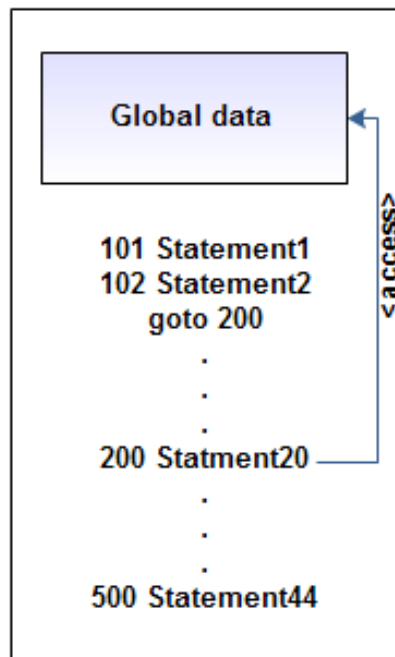 Global data
<access>
101 Statement1
102 Statement2
goto 200
.
.
.
200 Statment20
.
.
.
500 Statement44